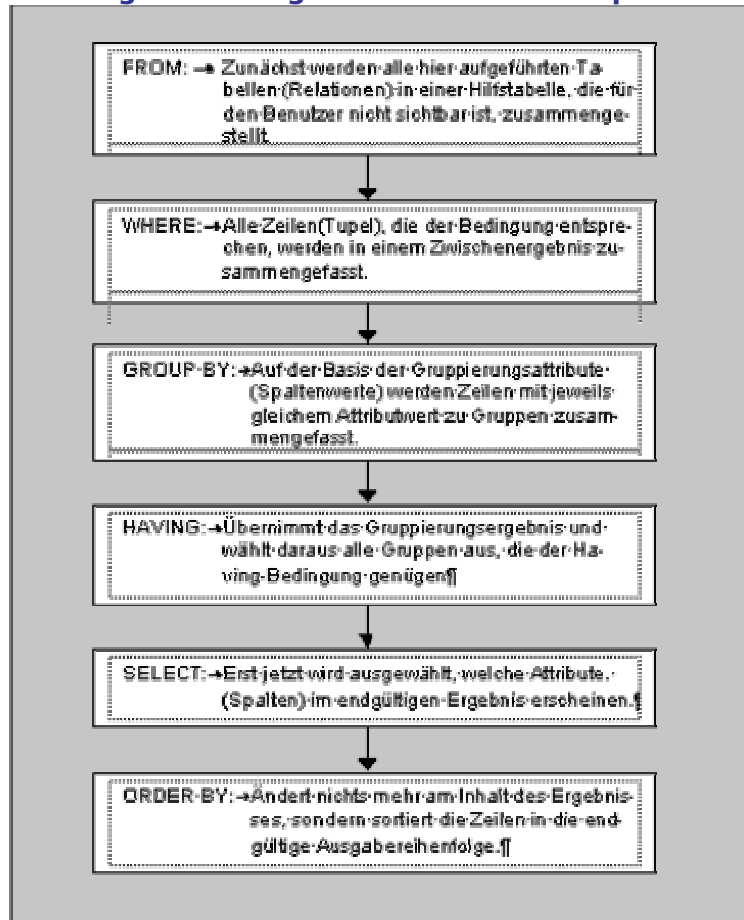 FROM: → Zunächst werden alle hier aufgeführten Ta-
bellen (Relationen) in einer Hilfstabelle, die für
den Benutzer nicht sichtbar ist, zusammenge-
stellt
WHERE:→Alle Zeilen(Tupel), die der Bedingung entspre-
chen, werden in einem Zwischenergebnis zu-
sammengefasst.
GROUP BY:→Auf der Basis der Gruppierungsattribute
(Spaltenwerte) werden Zeilen mit jeweils
gleichem Attributwert zu Gruppen zusam-
mengefasst.
HAVING:→Übernimmt das Gruppierungsergebnis und
wählt daraus alle Gruppen aus, die der Ha-
ving-Bedingung genügen¶
SELECT:→Erst jetzt wird ausgewählt, welche Attribute.
(Spalten) im endgültigen Ergebnis erscheinen.¶
ORDER BY:→Ändert nichts mehr am Inhalt des Ergebnis-
ses, sondern sortiert die Zeilen in die end-
gültige Ausgabereihenfolge.¶